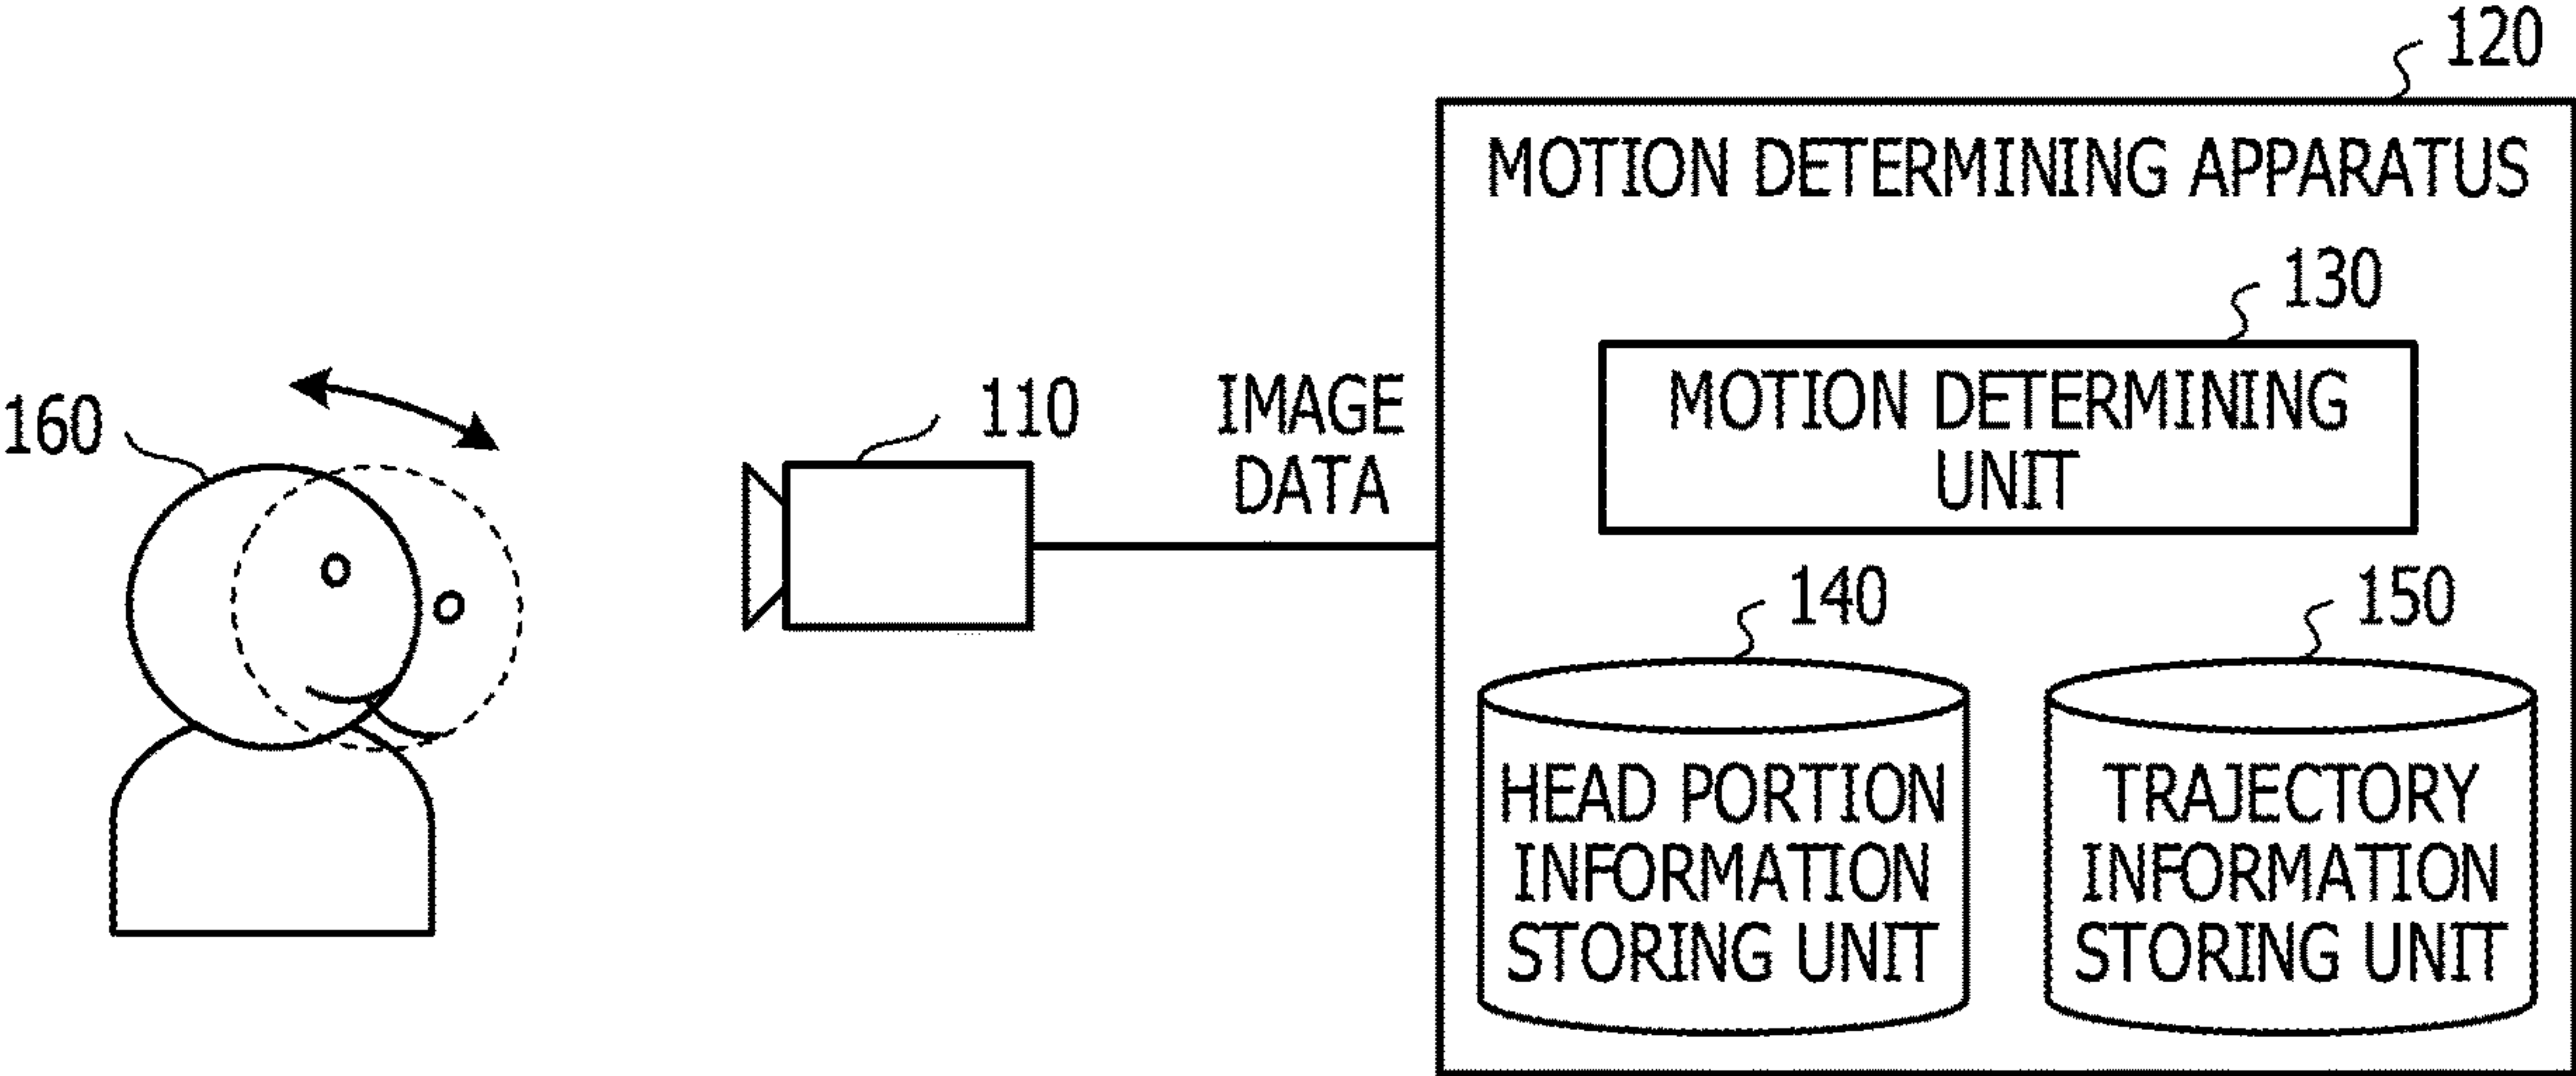 120
MOTION DETERMINING APPARATUS
130
MOTION DETERMINING
UNIT
160
110
IMAGE
DATA
140
HEAD PORTION
INFORMATION
STORING UNIT
150
TRAJECTORY
INFORMATION
STORING UNIT